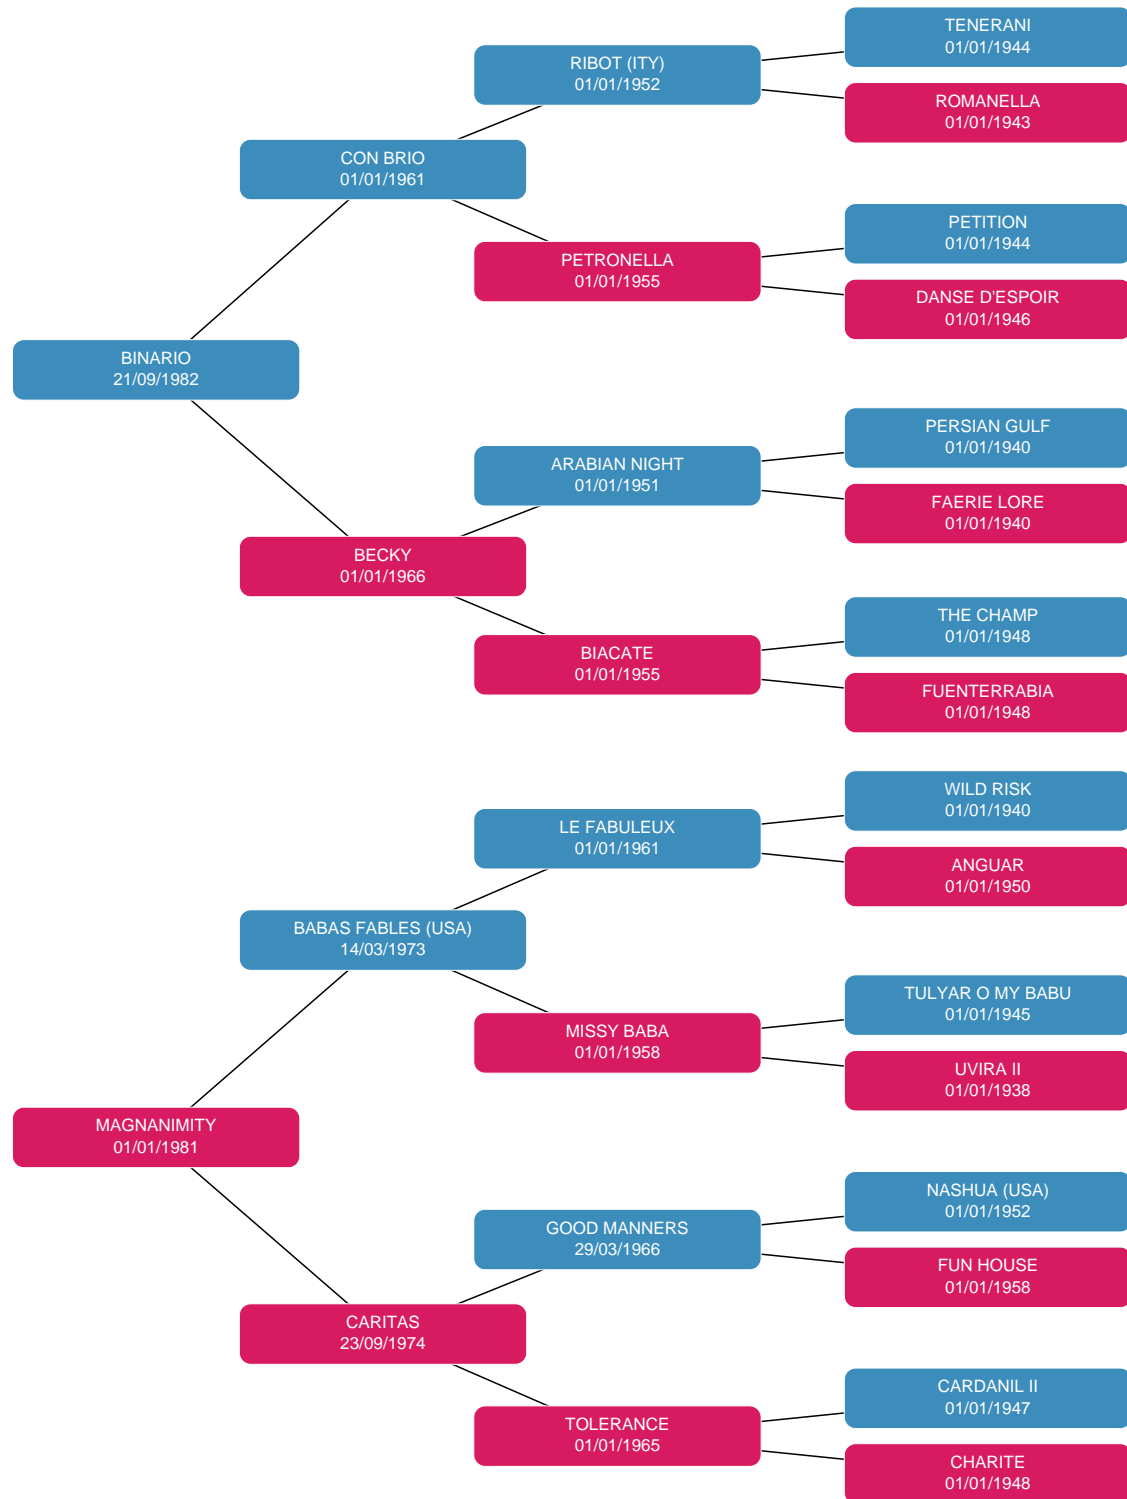 TENERANI
01/01/1944
RIBOT (ITY)
01/01/1952
ROMANELLA
01/01/1943
CON BRIO
01/01/1961
PETITION
01/01/1944
PETRONELLA
01/01/1955
DANSE D'ESPOIR
01/01/1946
BINARIO
21/09/1982
PERSIAN GULF
01/01/1940
ARABIAN NIGHT
01/01/1951
FAERIE LORE
01/01/1940
BECKY
01/01/1966
THE CHAMP
01/01/1948
BIACATE
01/01/1955
FUENTERRABIA
01/01/1948
WILD RISK
01/01/1940
LE FABULEUX
01/01/1961
ANGUAR
01/01/1950
BABAS FABLES (USA)
14/03/1973
TULYAR O MY BABU
01/01/1945
MISSY BABA
01/01/1958
UVIRA II
01/01/1938
MAGNANIMITY
01/01/1981
NASHUA (USA)
01/01/1952
GOOD MANNERS
29/03/1966
FUN HOUSE
01/01/1958
CARITAS
23/09/1974
CARDANIL II
01/01/1947
TOLERANCE
01/01/1965
CHARITE
01/01/1948